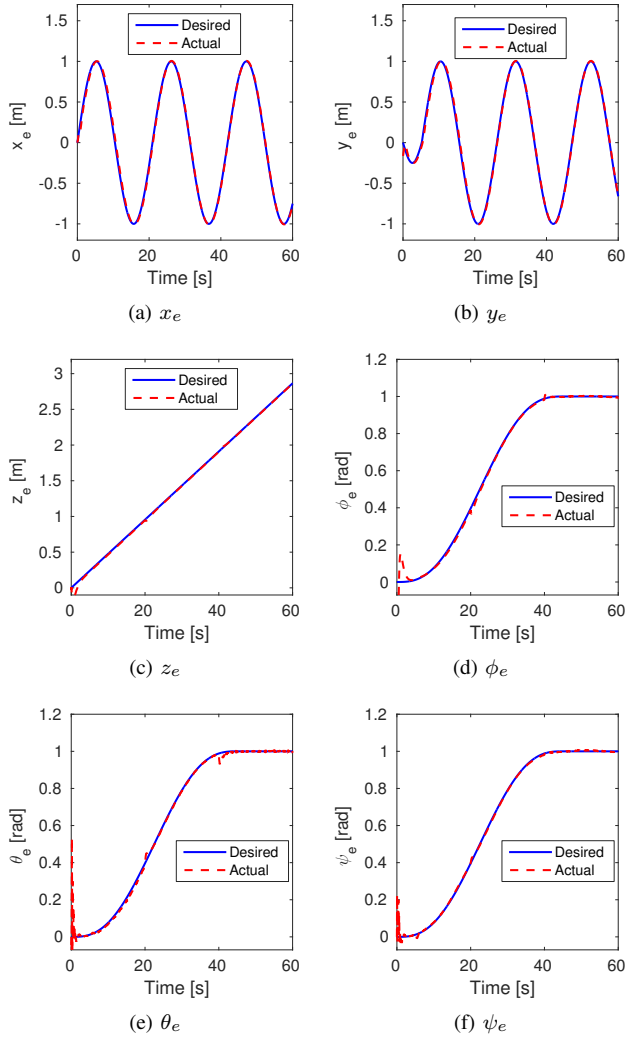 Desired
Actual
1
0.5
0
-0.5
-1
x_e [m]
0 20 40 60
Time [s]
(a) x_e
Desired
Actual
1
0.5
0
-0.5
-1
y_e [m]
0 20 40 60
Time [s]
(b) y_e
Desired
Actual
3
2.5
2
1.5
1
0.5
0
z_e [m]
0 20 40 60
Time [s]
(c) z_e
1.2
1
0.8
0.6
0.4
0.2
0
ϕ_e [rad]
Desired
Actual
0 20 40 60
Time [s]
(d) ϕ_e
1.2
1
0.8
0.6
0.4
0.2
0
θ_e [rad]
Desired
Actual
0 20 40 60
Time [s]
(e) θ_e
1.2
1
0.8
0.6
0.4
0.2
0
ψ_e [rad]
Desired
Actual
0 20 40 60
Time [s]
(f) ψ_e